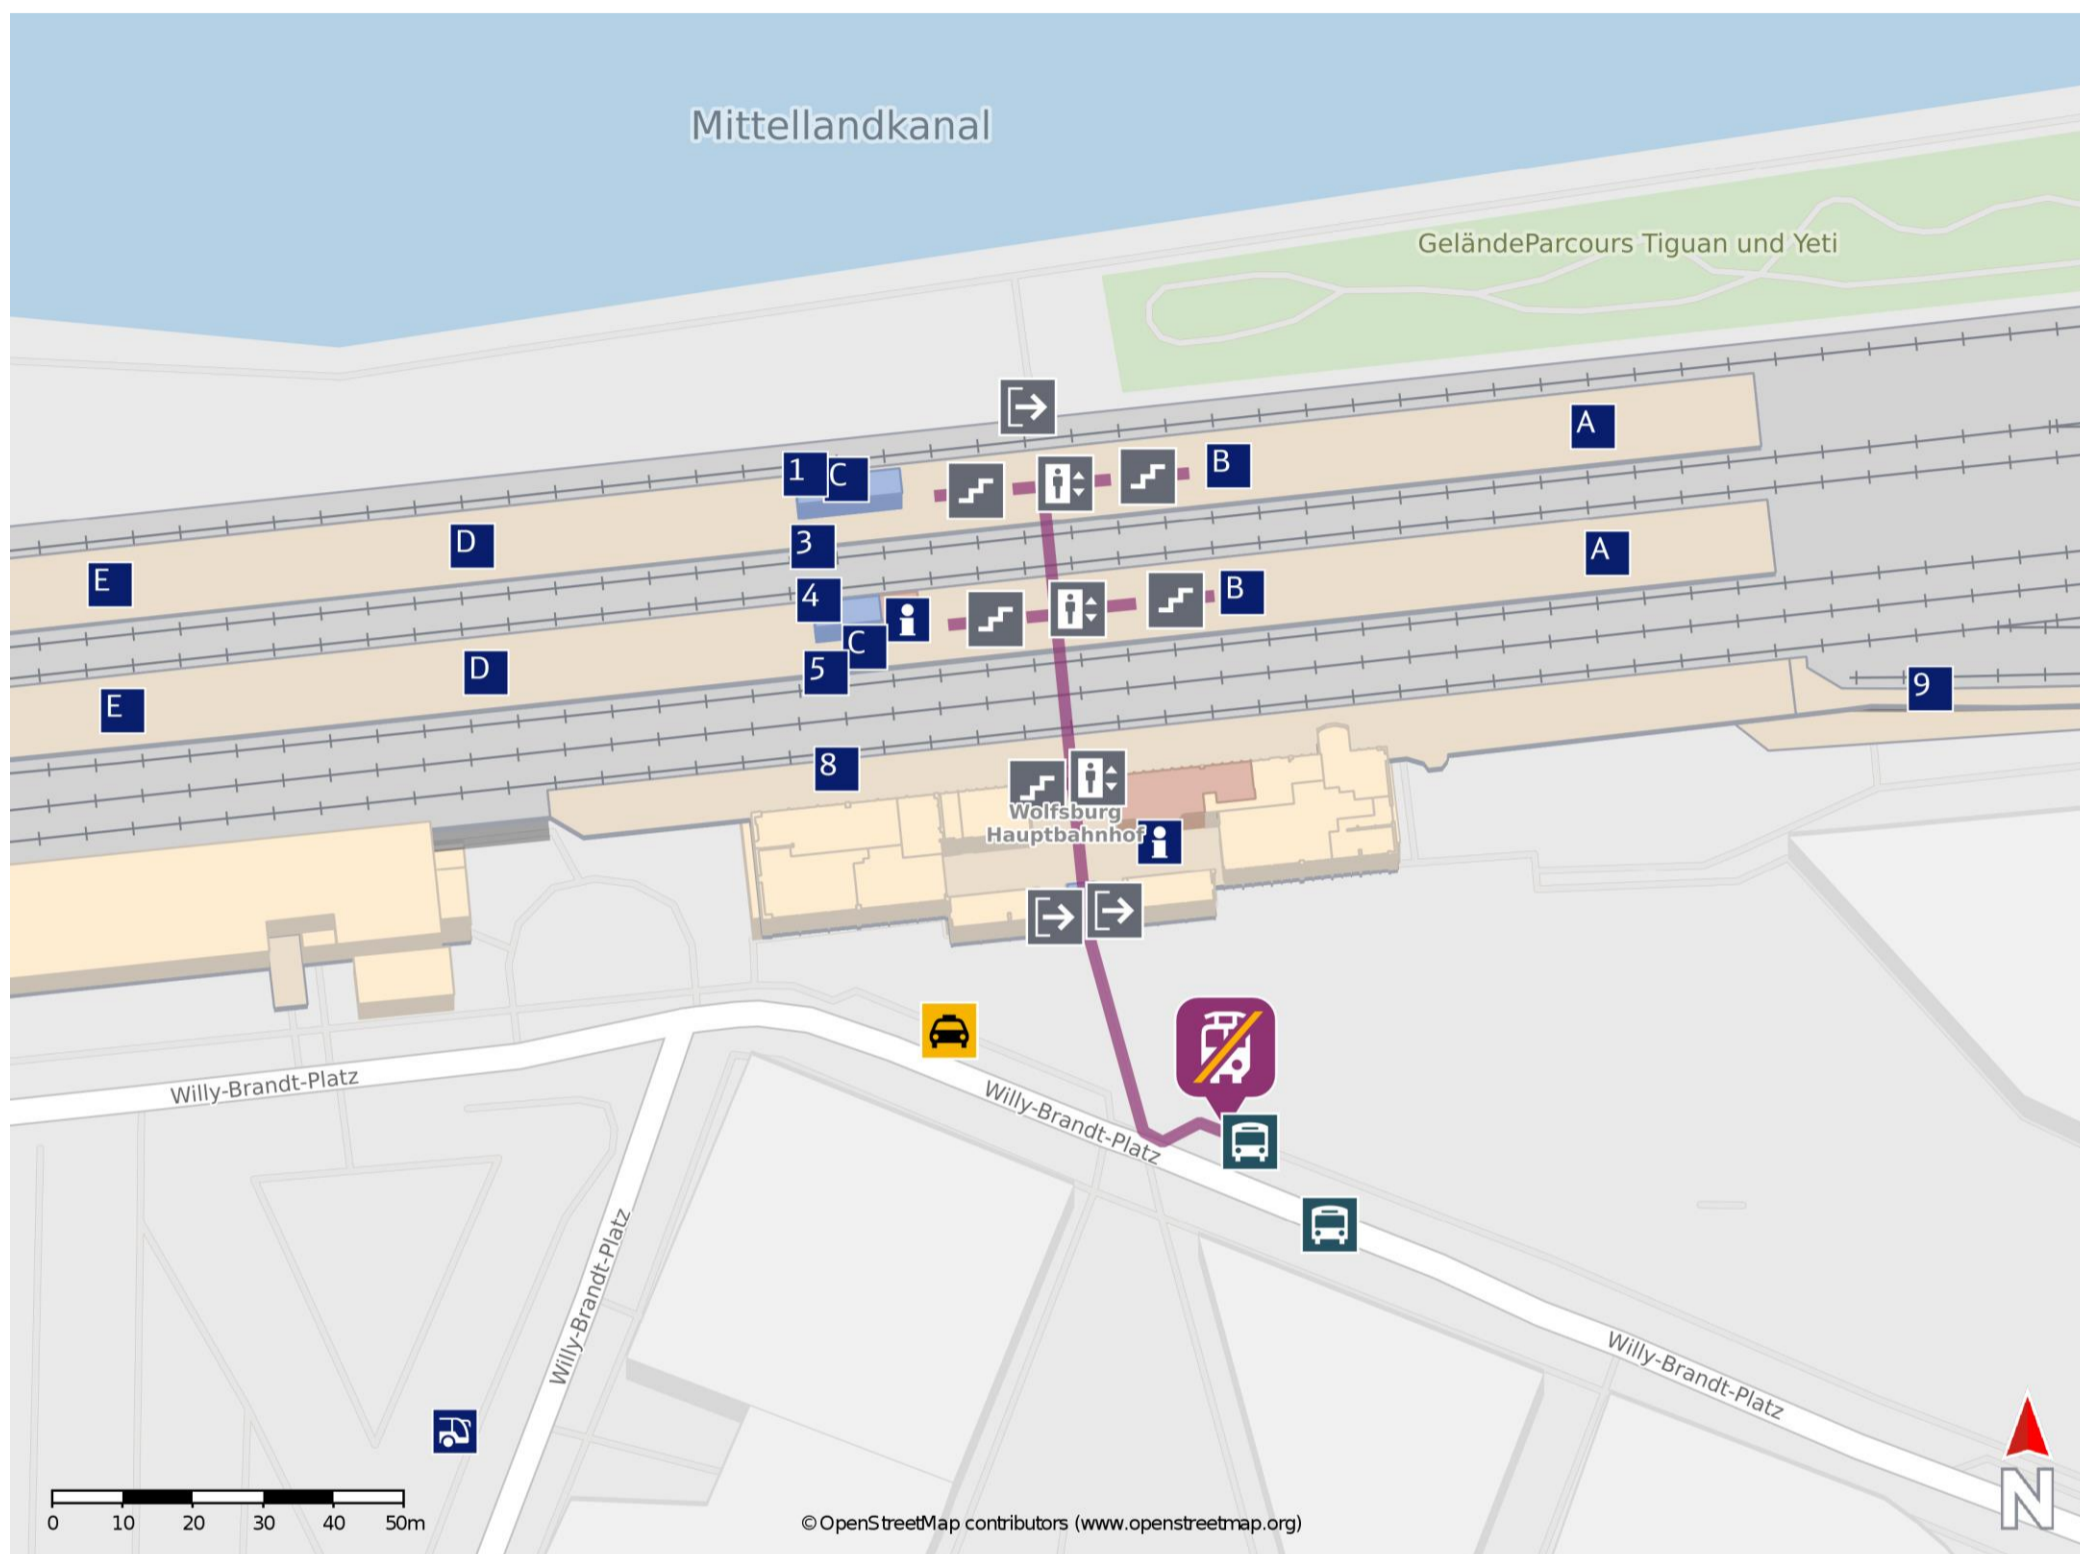 Mittellandkanal
GeländeParcours Tiguan und Yeti
A
B
1 C
D
3
E
A
4
B
C
5
D
E
9
8
Wolfsburg
Hauptbahnhof
Willy-Brandt-Platz
Willy-Brandt-Platz
Willy-Brandt-Platz
Willy-Brandt-Platz
0 10 20 30 40 50m
© OpenStreetMap contributors (www.openstreetmap.org)
N